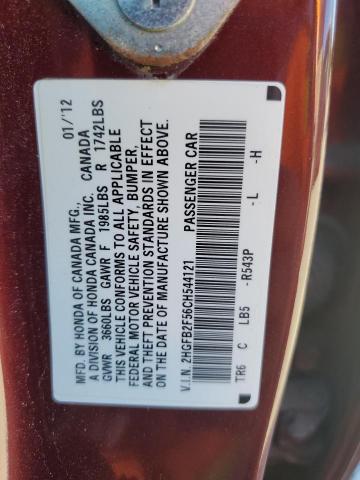 MFD. BY HONDA OF CANADA MFG., 01/'12
A DIVISION OF HONDA CANADA INC. CANADA
GVWR 3660LBS GAWR F 1985LBS R 1742LBS
THIS VEHICLE CONFORMS TO ALL APPLICABLE
FEDERAL MOTOR VEHICLE SAFETY, BUMPER,
AND THEFT PREVENTION STANDARDS IN EFFECT
ON THE DATE OF MANUFACTURE SHOWN ABOVE.
V.I.N. 2HGFB2F56CH544121 PASSENGER CAR
TR6 C LB5 -R543P -L -H